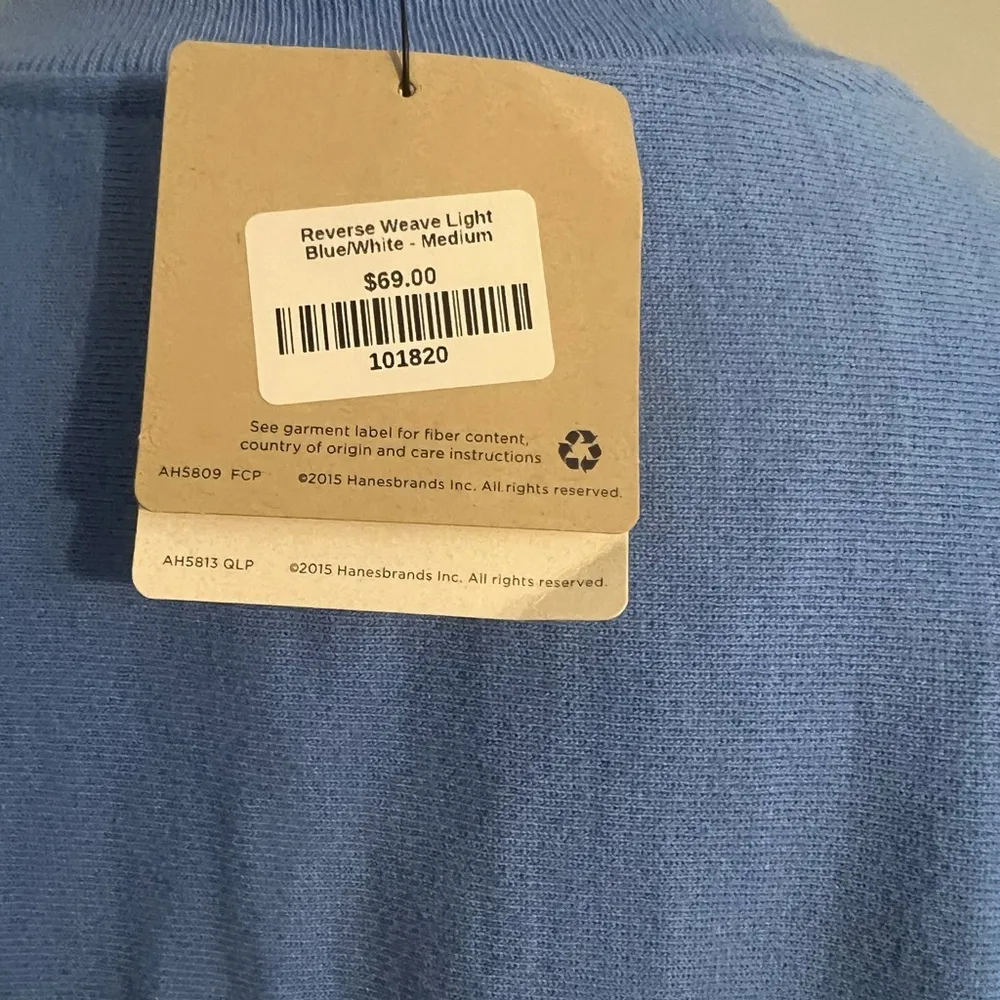 Reverse Weave Light
Blue/White - Medium
$69.00
101820
See garment label for fiber content,
country of origin and care instructions
AH5809 FCP ©2015 Hanesbrands Inc. All rights reserved.
AH5813 QLP ©2015 Hanesbrands Inc. All rights reserved.